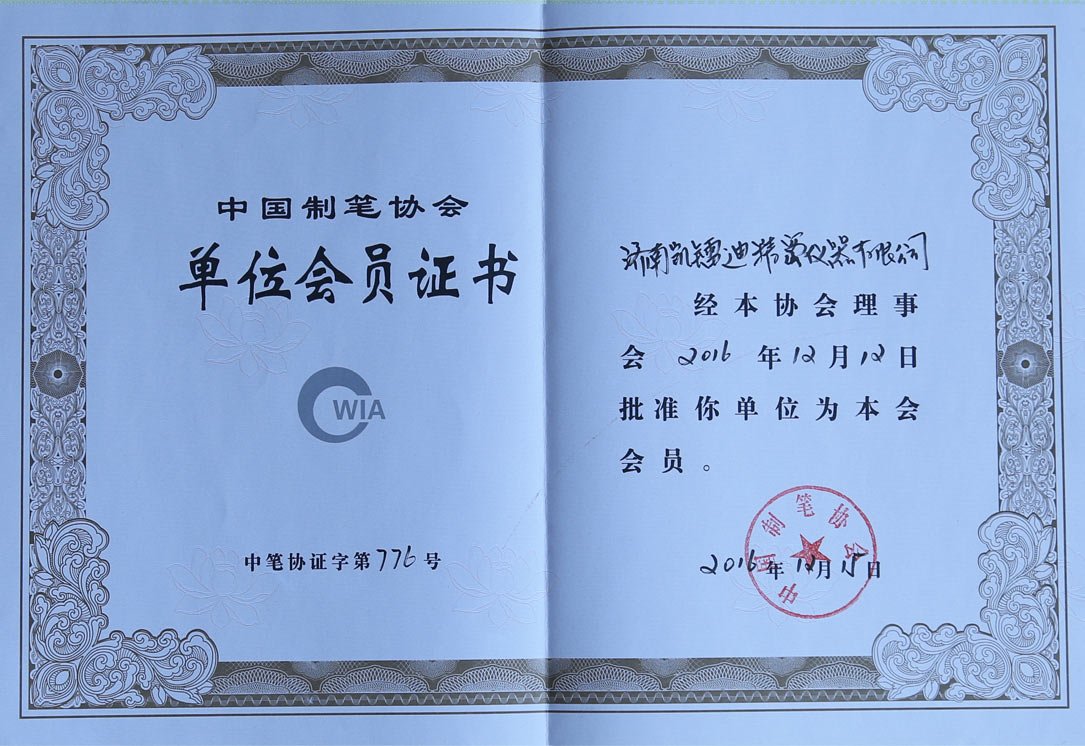 中国制笔协会
单位会员证书
WIA
中笔协证字第776号
济南凯镭迪精密仪器有限公司
经本协会理事
会2016年12月12日
批准你单位为本会
会员。
中国制笔协会
2016年12月15日